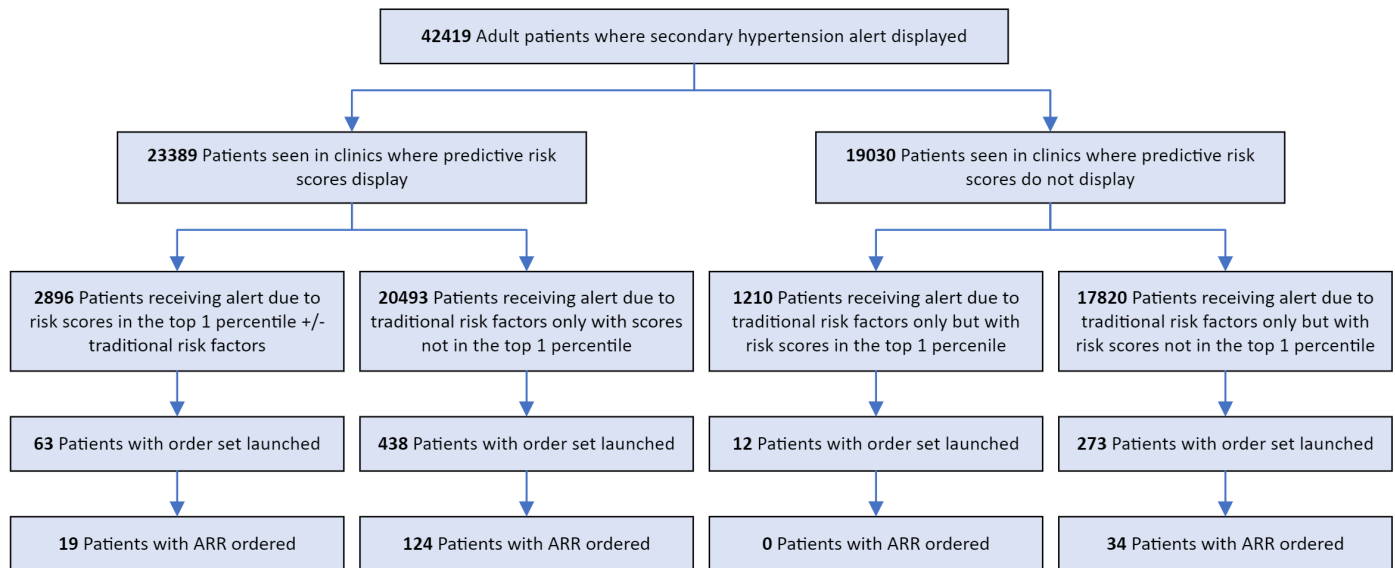 42419 Adult patients where secondary hypertension alert displayed
23389 Patients seen in clinics where predictive risk
scores display
19030 Patients seen in clinics where predictive risk
scores do not display
2896 Patients receiving alert due to
risk scores in the top 1 percentile +/-
traditional risk factors
20493 Patients receiving alert due to
traditional risk factors only with scores
not in the top 1 percentile
1210 Patients receiving alert due to
traditional risk factors only but with
risk scores in the top 1 percenile
17820 Patients receiving alert due to
traditional risk factors only but with
risk scores not in the top 1 percentile
63 Patients with order set launched
438 Patients with order set launched
12 Patients with order set launched
273 Patients with order set launched
19 Patients with ARR ordered
124 Patients with ARR ordered
0 Patients with ARR ordered
34 Patients with ARR ordered